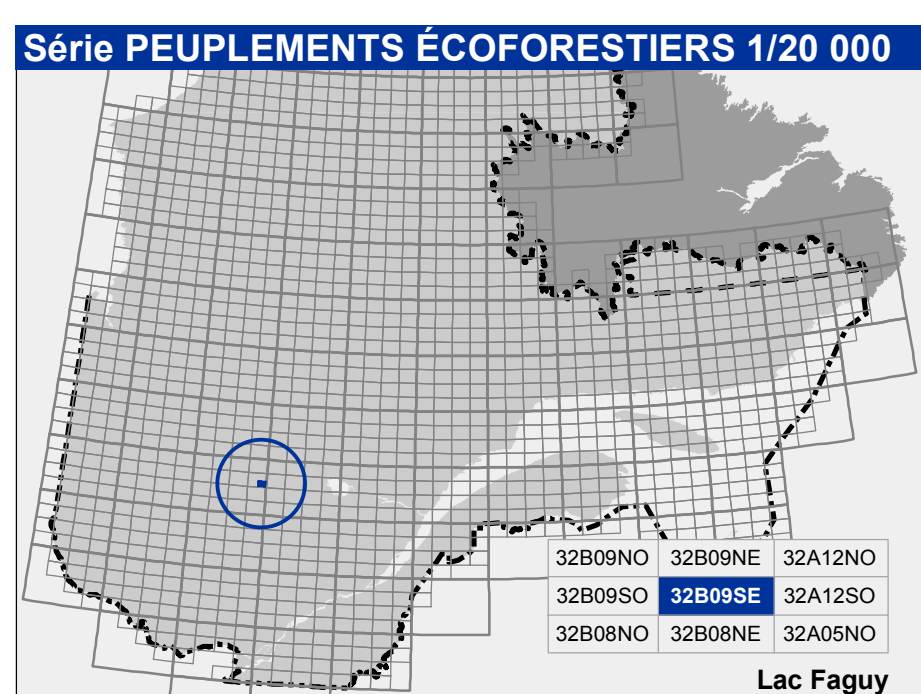 Série PEUPLEMENTS ÉCOFORESTIERS 1/20 000
32B09NO 32B09NE 32A12NO
32B09SO 32B09SE 32A12SO
32B08NO 32B08NE 32A05NO
Lac Faguy